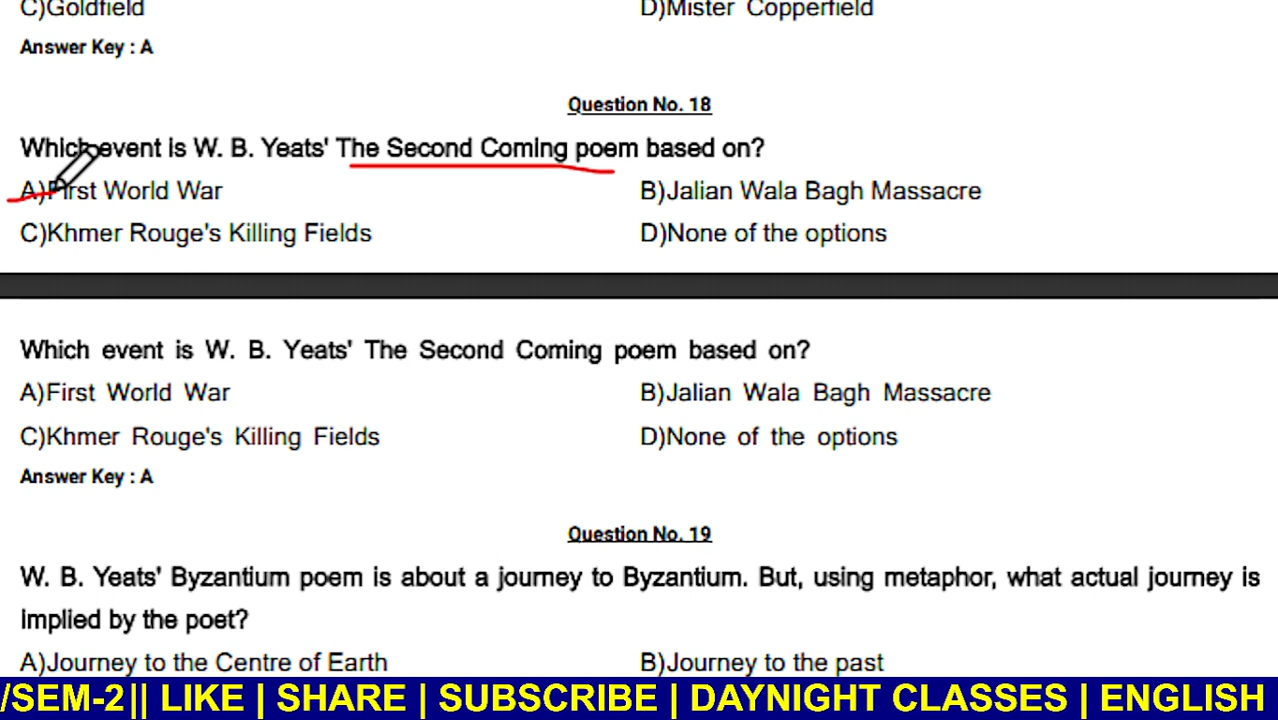 C)Goldfield D)Mister Copperfield
Answer Key : A
Question No. 18
Which event is W. B. Yeats' The Second Coming poem based on?
A)First World War B)Jalian Wala Bagh Massacre
C)Khmer Rouge's Killing Fields D)None of the options
Which event is W. B. Yeats' The Second Coming poem based on?
A)First World War B)Jalian Wala Bagh Massacre
C)Khmer Rouge's Killing Fields D)None of the options
Answer Key : A
Question No. 19
W. B. Yeats' Byzantium poem is about a journey to Byzantium. But, using metaphor, what actual journey is
implied by the poet?
A)Journey to the Centre of Earth B)Journey to the past
/SEM-2|| LIKE | SHARE | SUBSCRIBE | DAYNIGHT CLASSES | ENGLISH